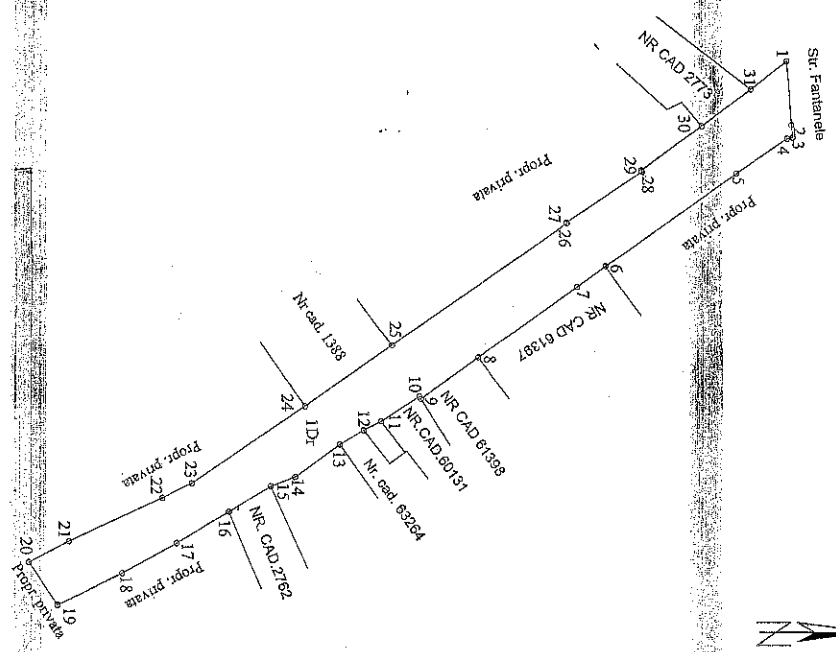 Str. Fantanele
1
2
3
4
31
NR CAD 2773
30
5
Propr. privata
29
28
Propr. privata
27
26
6
7
NR CAD 61397
8
25
Nr cad. 1388
24
1Dr
10
9
NR CAD 61398
11
NR.CAD.60131
12
13
Nr. cad. 63264
14
15
NR. CAD.2762
16
23
Propr. privata
22
17
Propr. privata
18
21
20
19
propr. privata
N